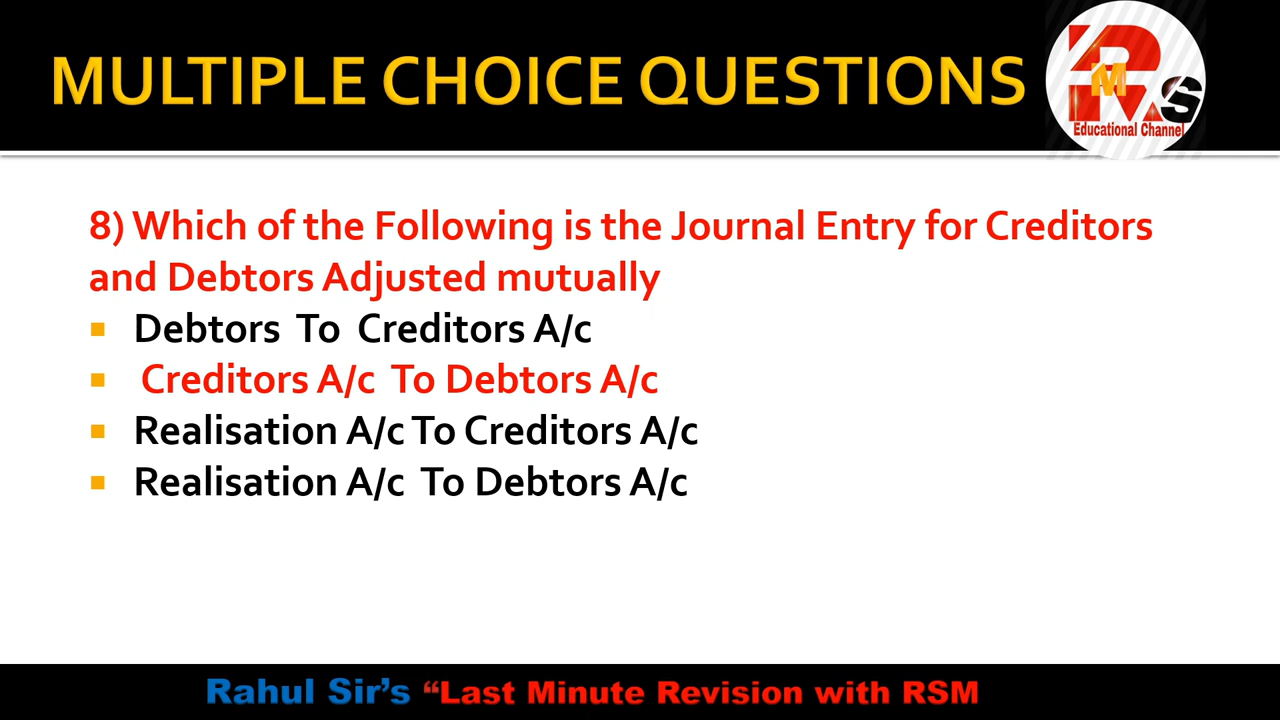 MULTIPLE CHOICE QUESTIONS
RMS
Educational Channel
8) Which of the Following is the Journal Entry for Creditors
and Debtors Adjusted mutually
Debtors To Creditors A/c
Creditors A/c To Debtors A/c
Realisation A/c To Creditors A/c
Realisation A/c To Debtors A/c
Rahul Sir's “Last Minute Revision with RSM